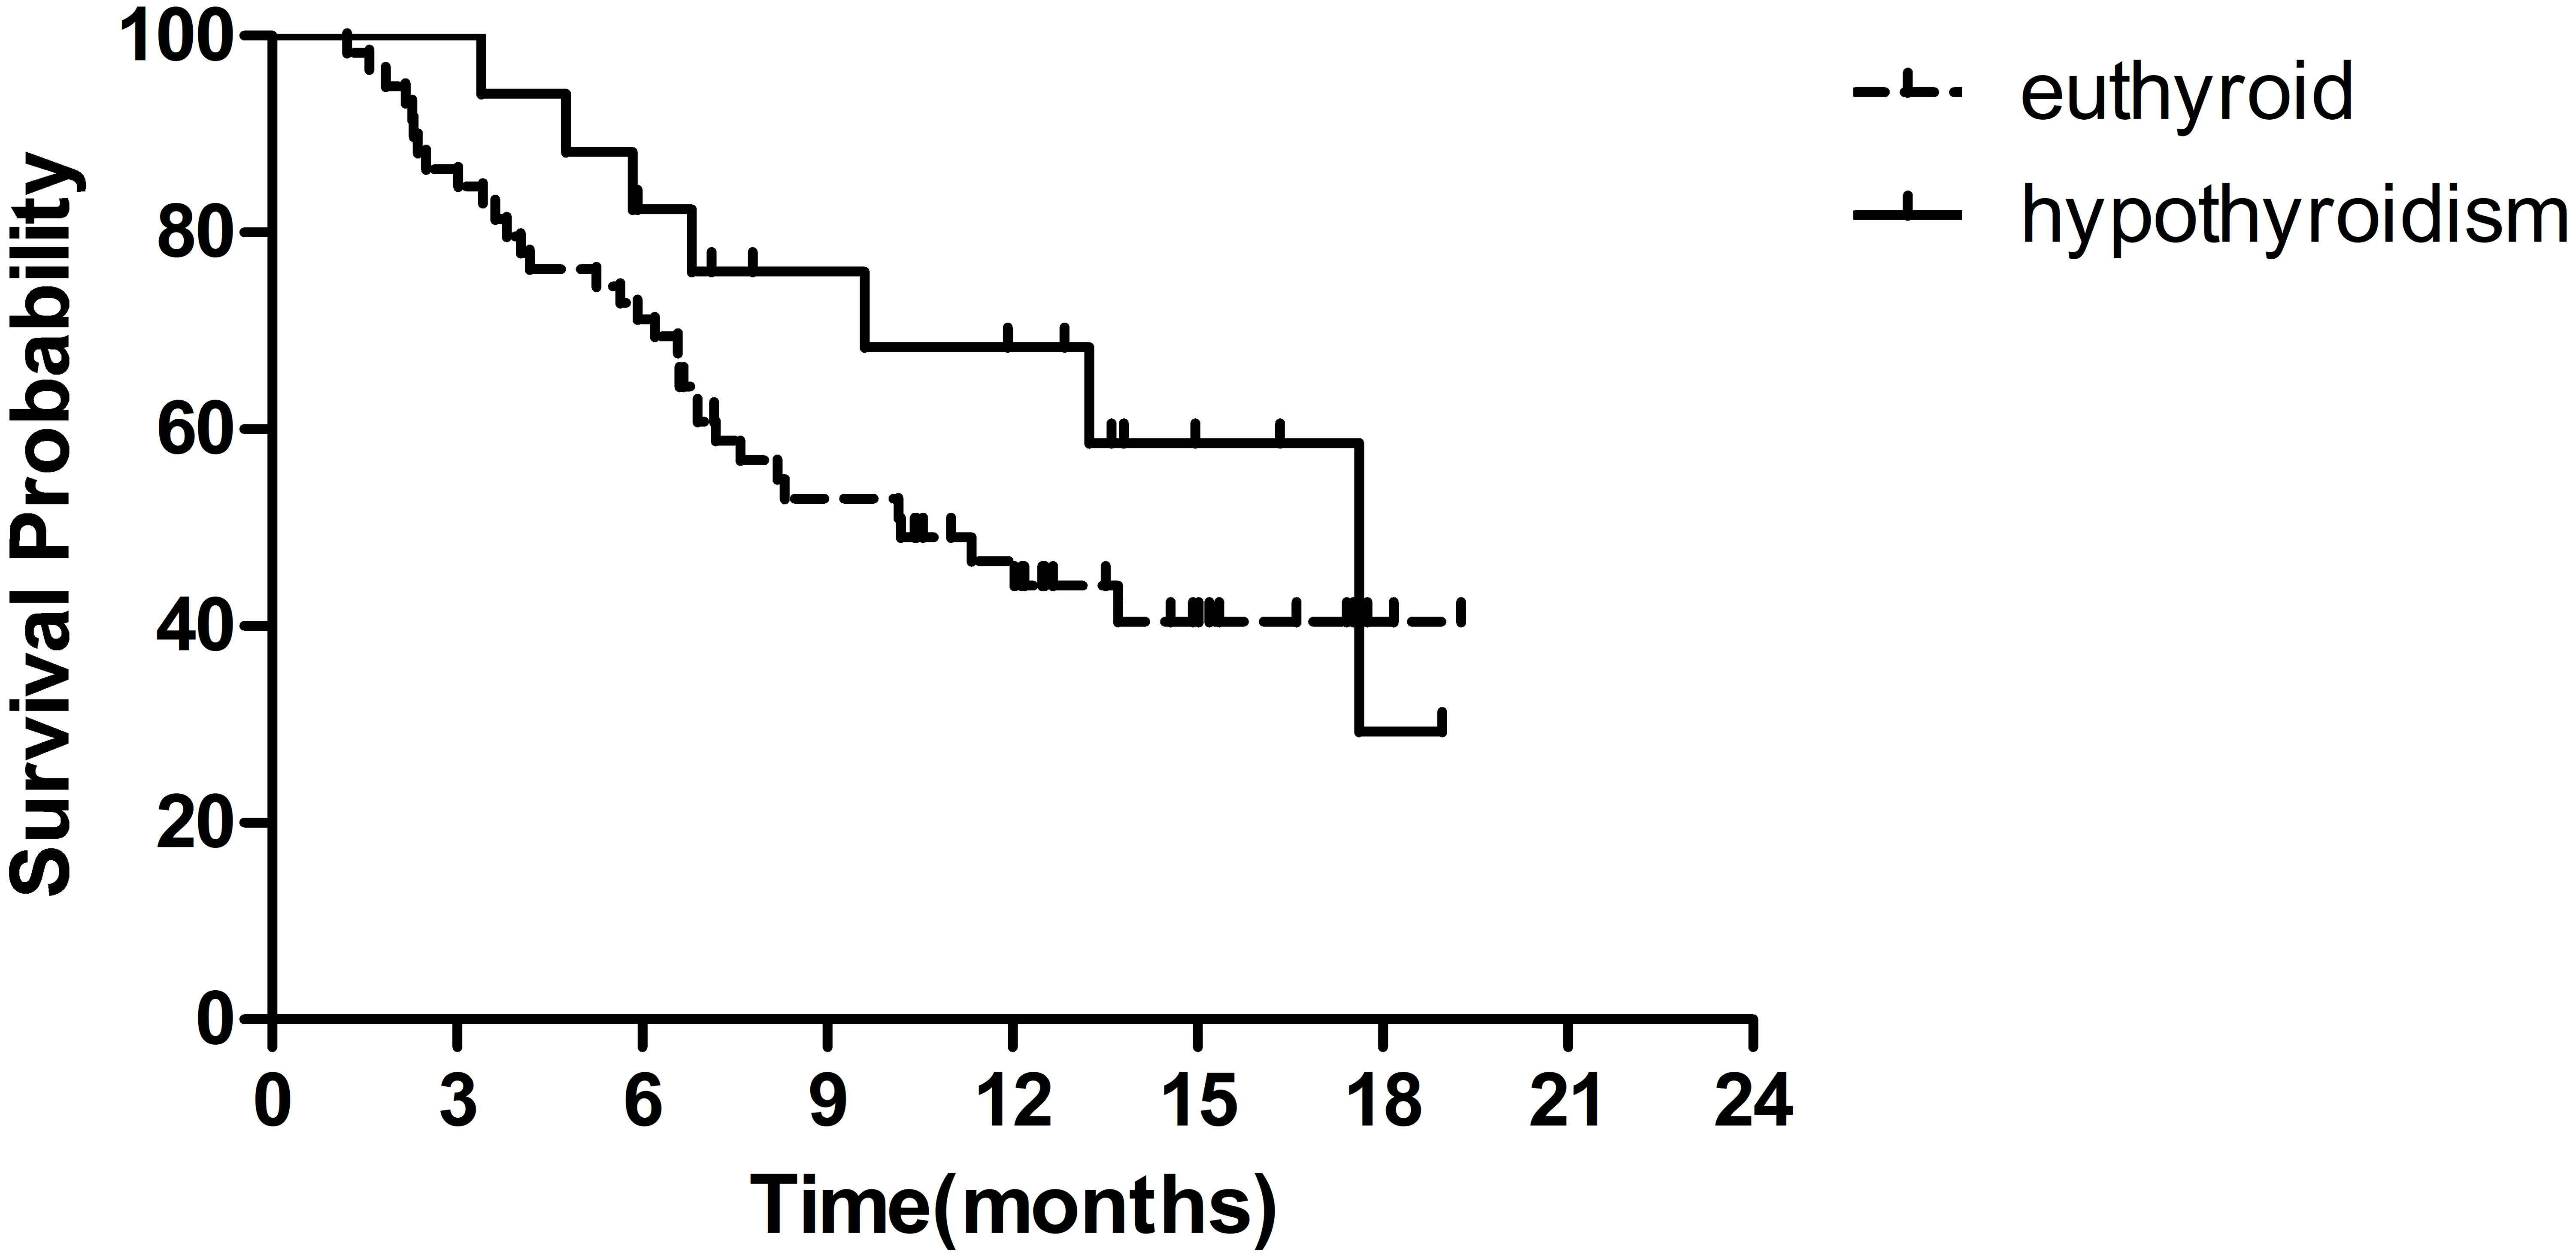 Survival Probability
100
80
60
40
20
0
0 3 6 9 12 15 18 21 24
Time(months)
euthyroid
hypothyroidism